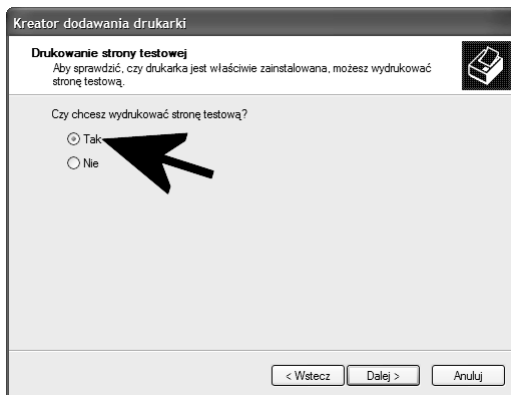 Kreator dodawania drukarki
Drukowanie strony testowej
Aby sprawdzić, czy drukarka jest właściwie zainstalowana, możesz wydrukować
stronę testową.
Czy chcesz wydrukować stronę testową?
Tak
Nie
< Wstecz Dalej > Anuluj